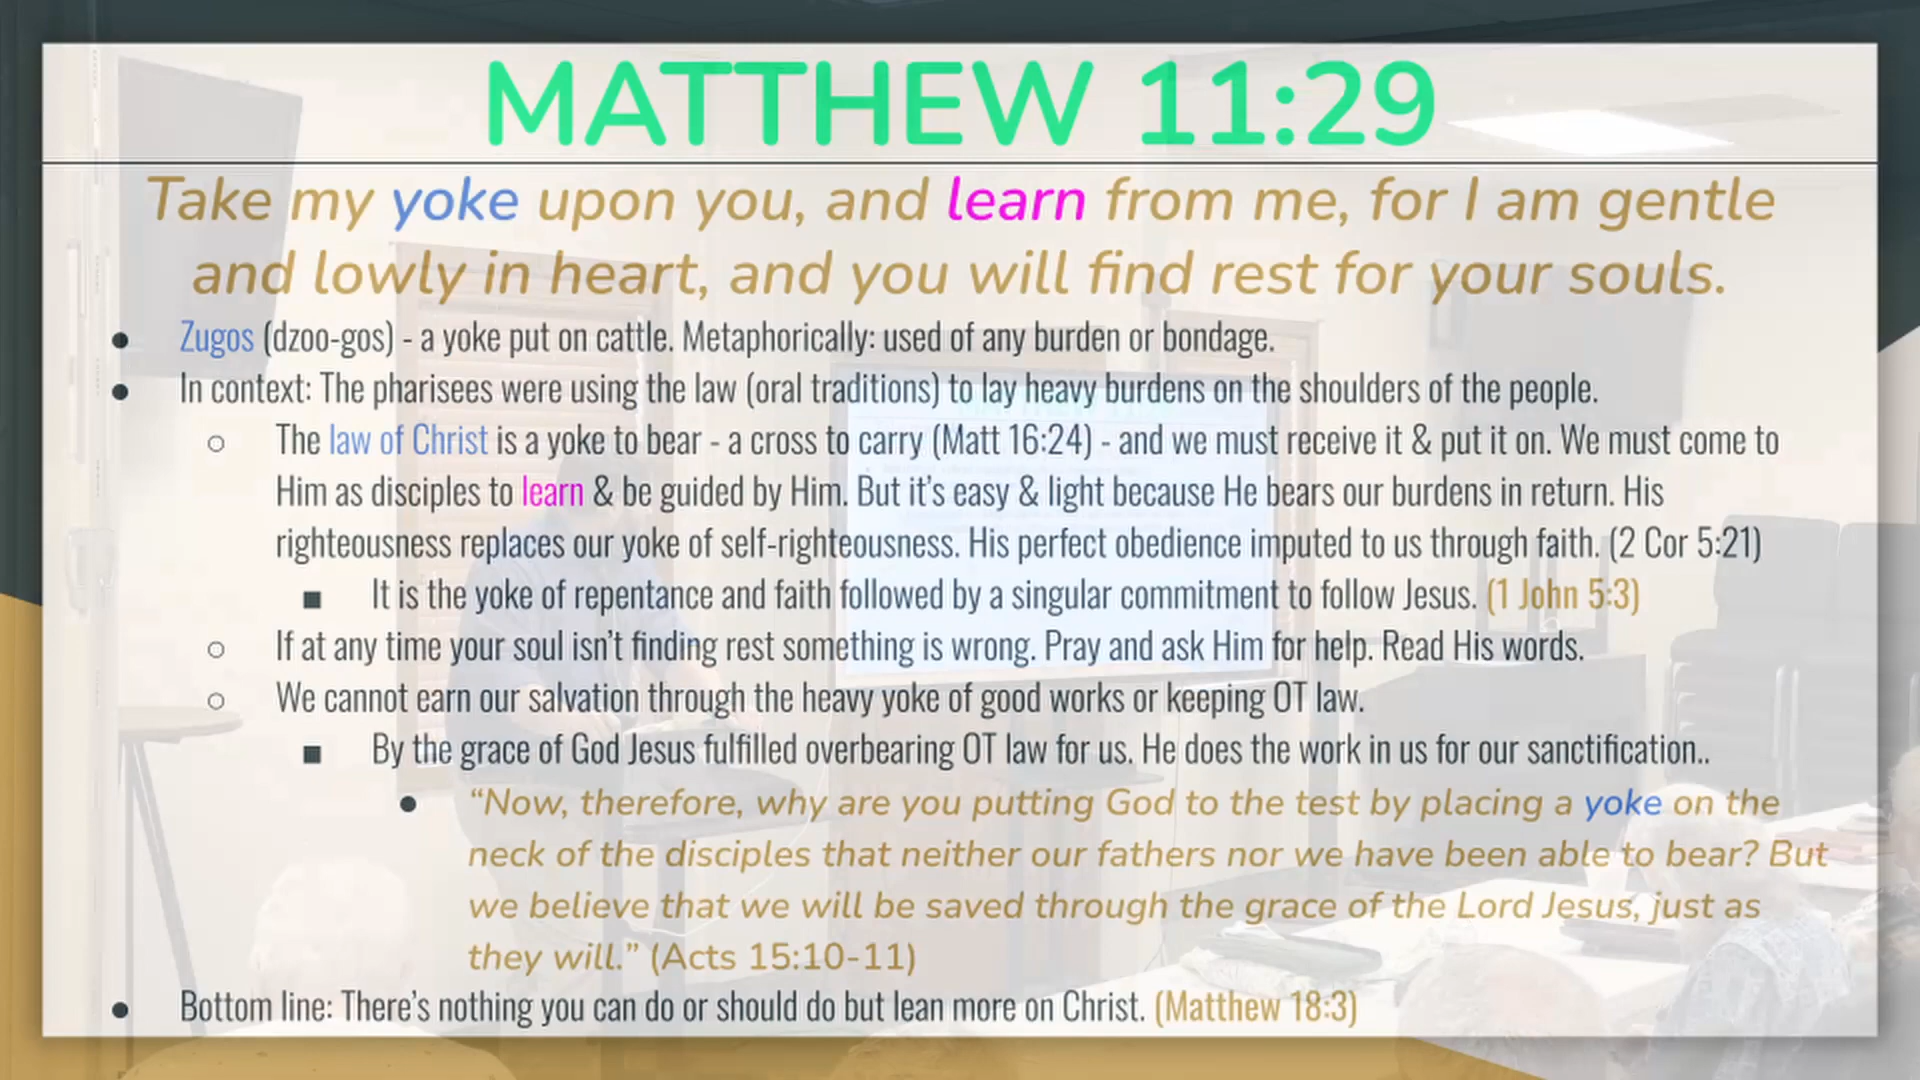 MATTHEW 11:29
Take my yoke upon you, and learn from me, for I am gentle
and lowly in heart, and you will find rest for your souls.
● Zugos (dzoo-gos) - a yoke put on cattle. Metaphorically: used of any burden or bondage.
● In context: The pharisees were using the law (oral traditions) to lay heavy burdens on the shoulders of the people.
○ The law of Christ is a yoke to bear - a cross to carry (Matt 16:24) - and we must receive it & put it on. We must come to
Him as disciples to learn & be guided by Him. But it's easy & light because He bears our burdens in return. His
righteousness replaces our yoke of self-righteousness. His perfect obedience imputed to us through faith. (2 Cor 5:21)
■ It is the yoke of repentance and faith followed by a singular commitment to follow Jesus. (1 John 5:3)
○ If at any time your soul isn't finding rest something is wrong. Pray and ask Him for help. Read His words.
○ We cannot earn our salvation through the heavy yoke of good works or keeping OT law.
■ By the grace of God Jesus fulfilled overbearing OT law for us. He does the work in us for our sanctification..
● “Now, therefore, why are you putting God to the test by placing a yoke on the
neck of the disciples that neither our fathers nor we have been able to bear? But
we believe that we will be saved through the grace of the Lord Jesus, just as
they will.” (Acts 15:10-11)
● Bottom line: There's nothing you can do or should do but lean more on Christ. (Matthew 18:3)